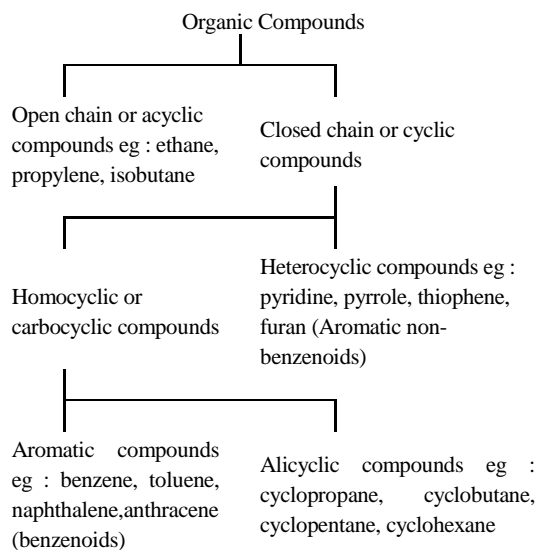 Organic Compounds
Open chain or acyclic
compounds eg : ethane,
propylene, isobutane
Closed chain or cyclic
compounds
Homocyclic or
carbocyclic compounds
Heterocyclic compounds eg :
pyridine, pyrrole, thiophene,
furan (Aromatic non-
benzenoids)
Aromatic compounds
eg : benzene, toluene,
naphthalene,anthracene
(benzenoids)
Alicyclic compounds eg :
cyclopropane, cyclobutane,
cyclopentane, cyclohexane